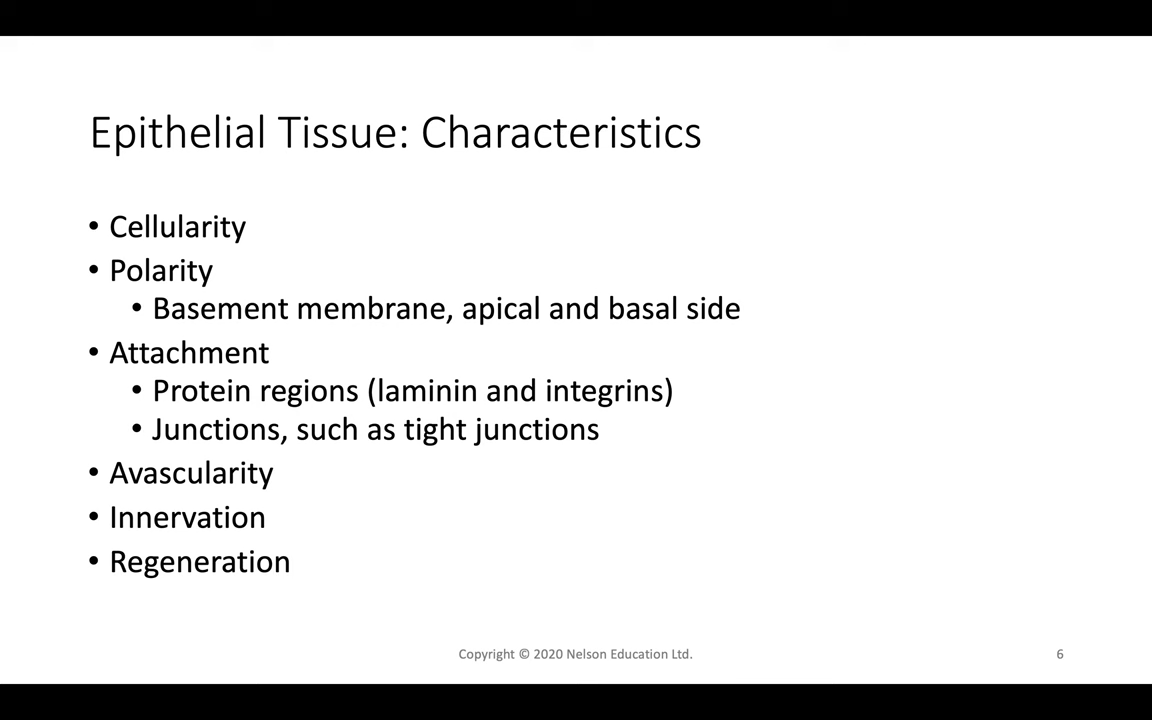 Epithelial Tissue: Characteristics
• Cellularity
• Polarity
• Basement membrane, apical and basal side
• Attachment
• Protein regions (laminin and integrins)
• Junctions, such as tight junctions
• Avascularity
• Innervation
• Regeneration
Copyright © 2020 Nelson Education Ltd.
6